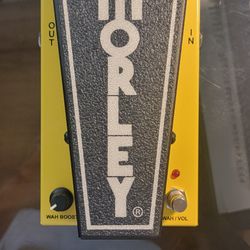 OUT
IN
MORLEY®
WAH BOOST
WAH / VOL